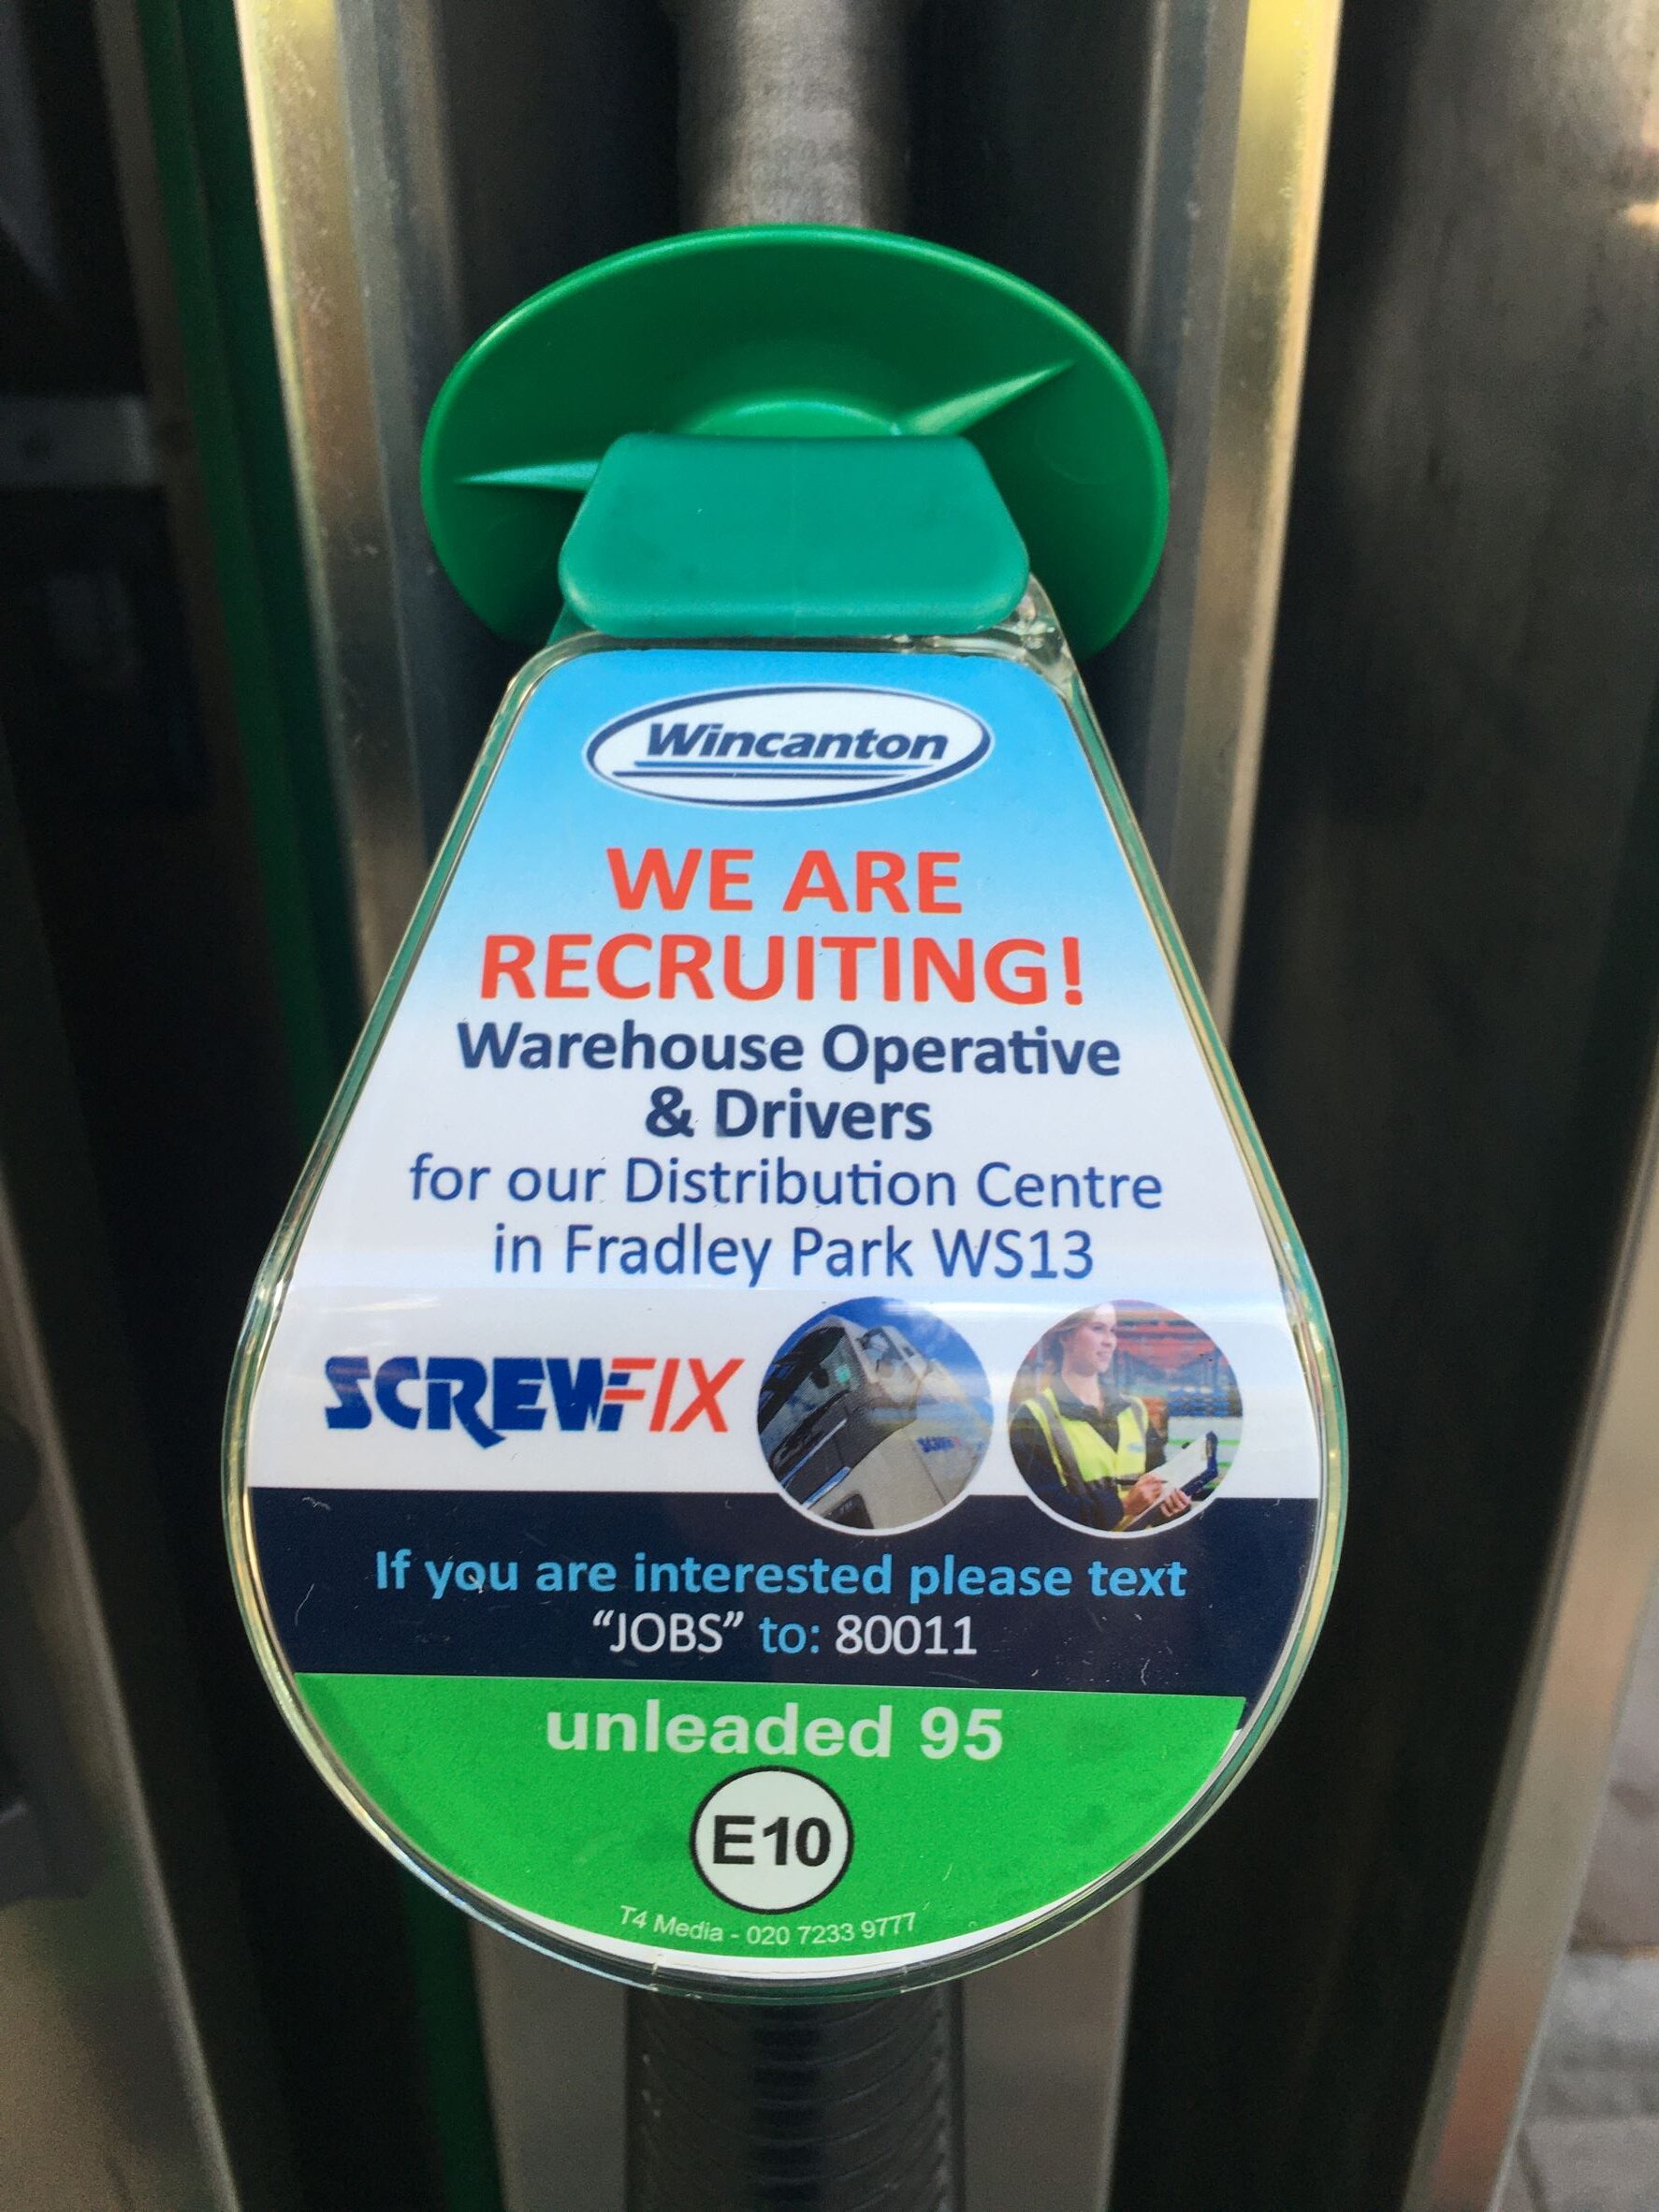 Wincanton
WE ARE
RECRUITING!
Warehouse Operative
& Drivers
for our Distribution Centre
in Fradley Park WS13
SCREWFIX
SCREWFIX
If you are interested please text
“JOBS” to: 80011
unleaded 95
E10
T4 Media - 020 7233 9777